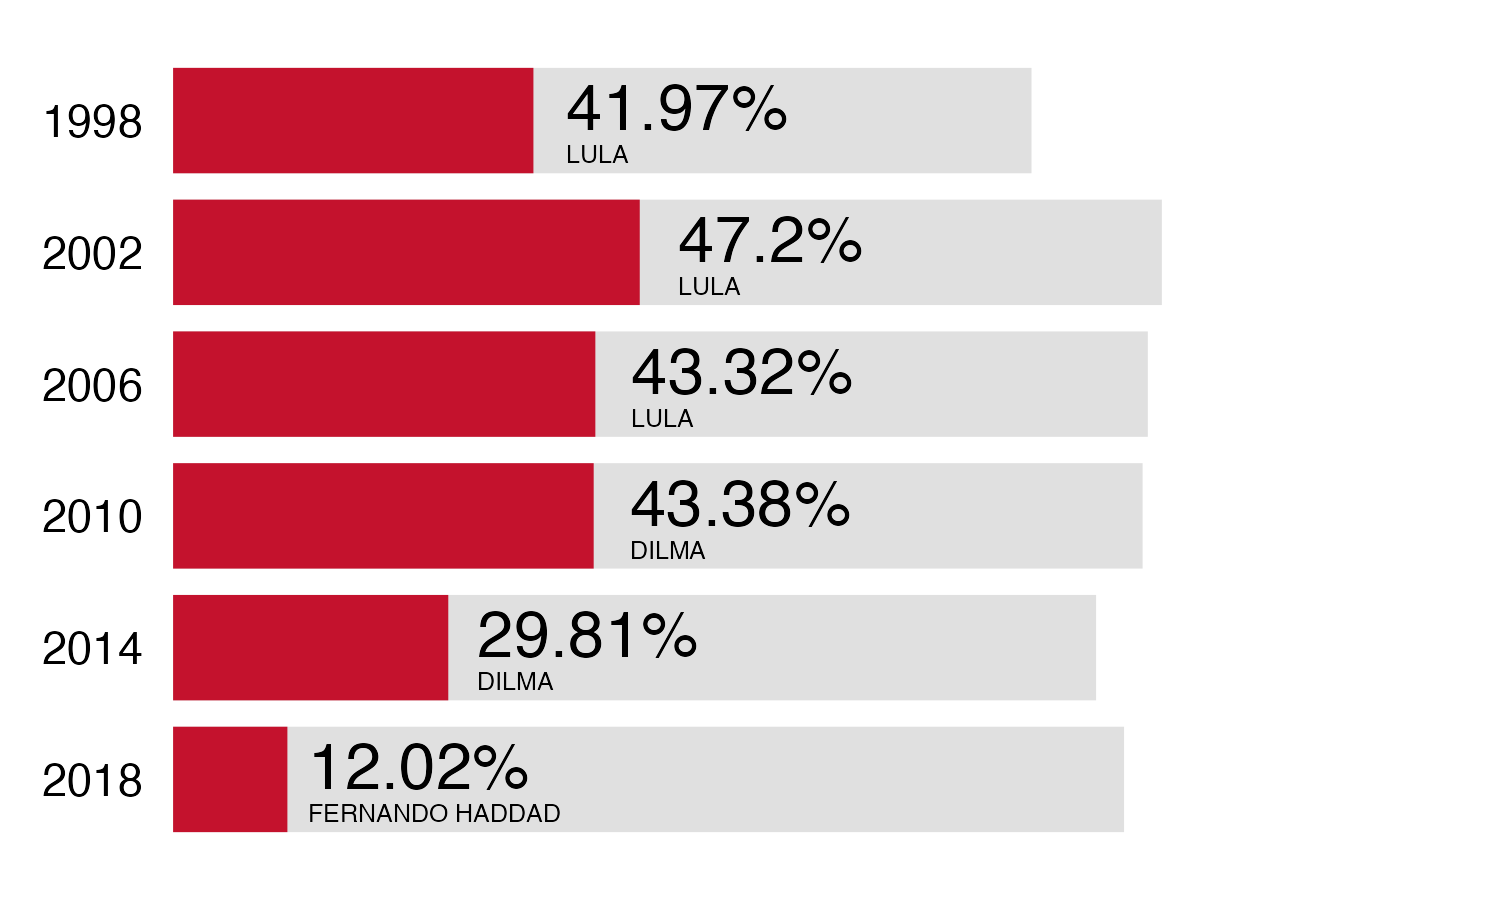 1998
41.97%
LULA
2002
47.2%
LULA
2006
43.32%
LULA
2010
43.38%
DILMA
2014
29.81%
DILMA
2018
12.02%
FERNANDO HADDAD